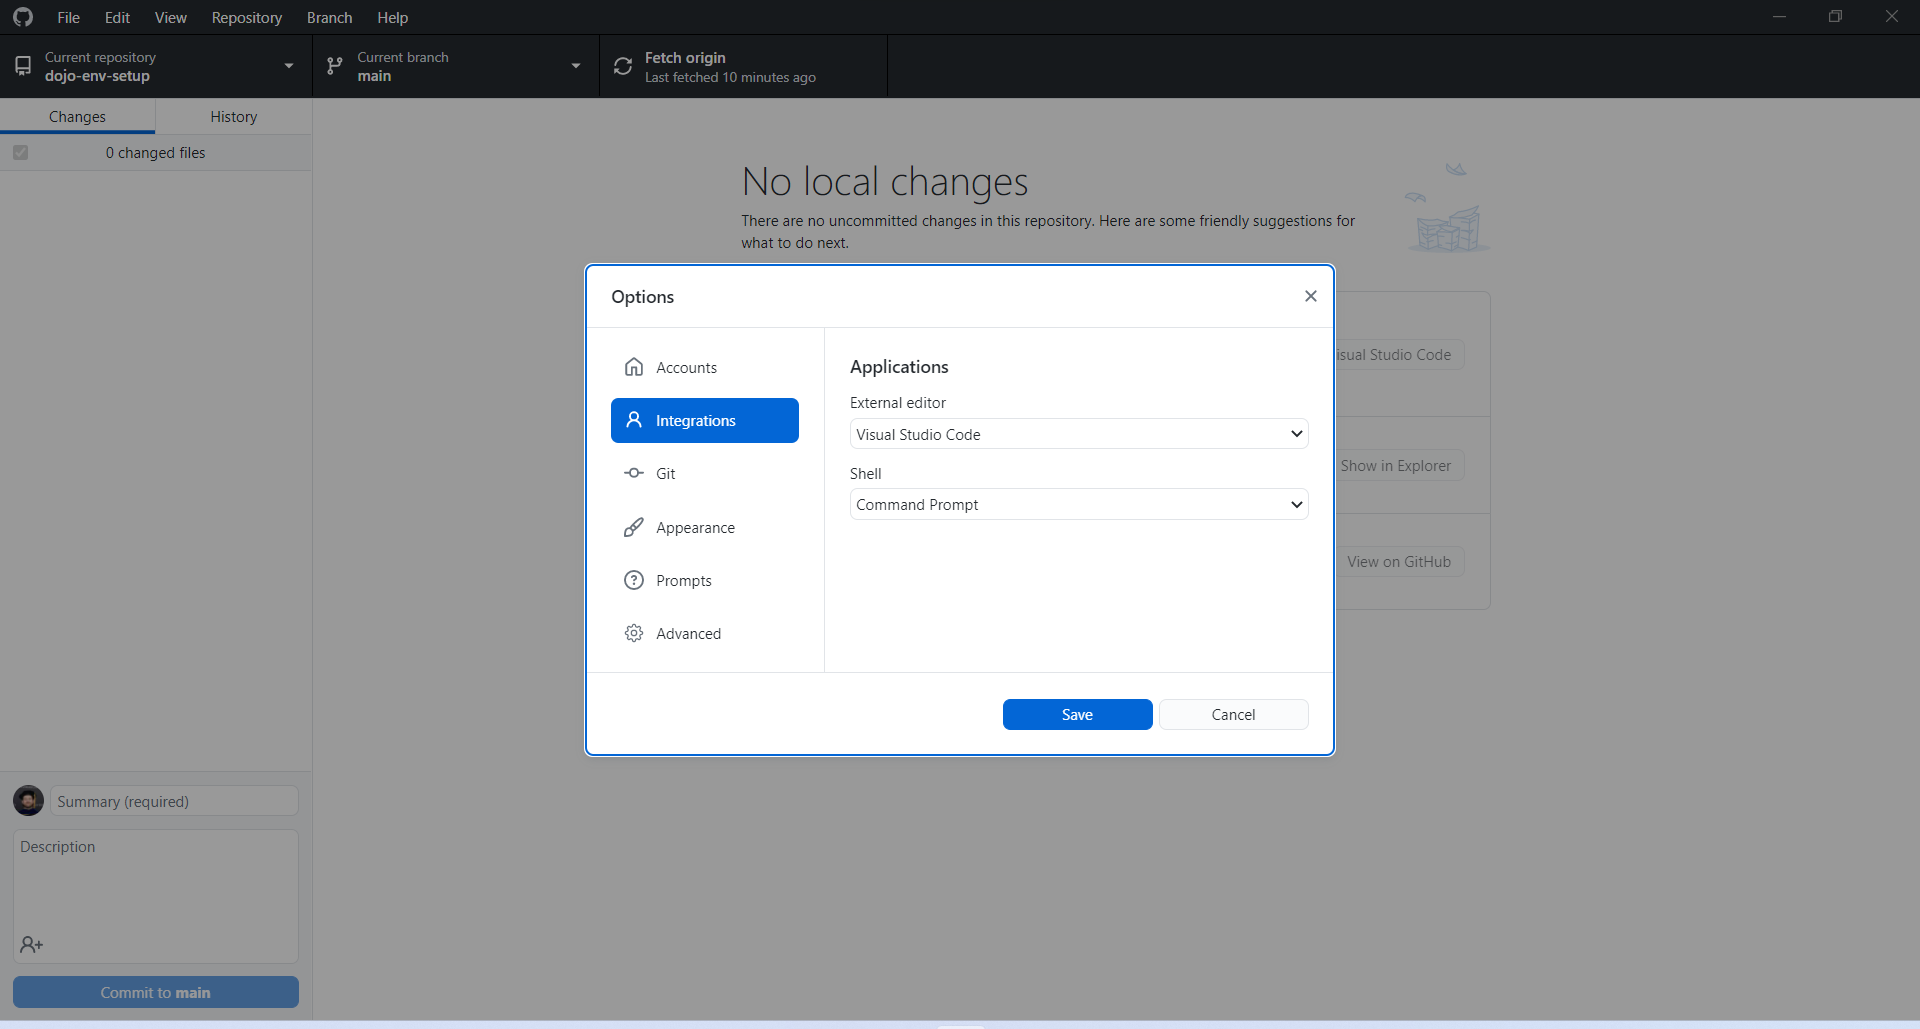 File Edit View Repository Branch Help
Current repository
dojo-env-setup
Current branch
main
Fetch origin
Last fetched 10 minutes ago
Changes
History
0 changed files
No local changes
There are no uncommitted changes in this repository. Here are some friendly suggestions for
what to do next.
Options
Accounts
Integrations
Git
Appearance
Prompts
Advanced
Applications
External editor
Visual Studio Code
Shell
Command Prompt
Save
Cancel
isual Studio Code
Show in Explorer
View on GitHub
Summary (required)
Description
Commit to main